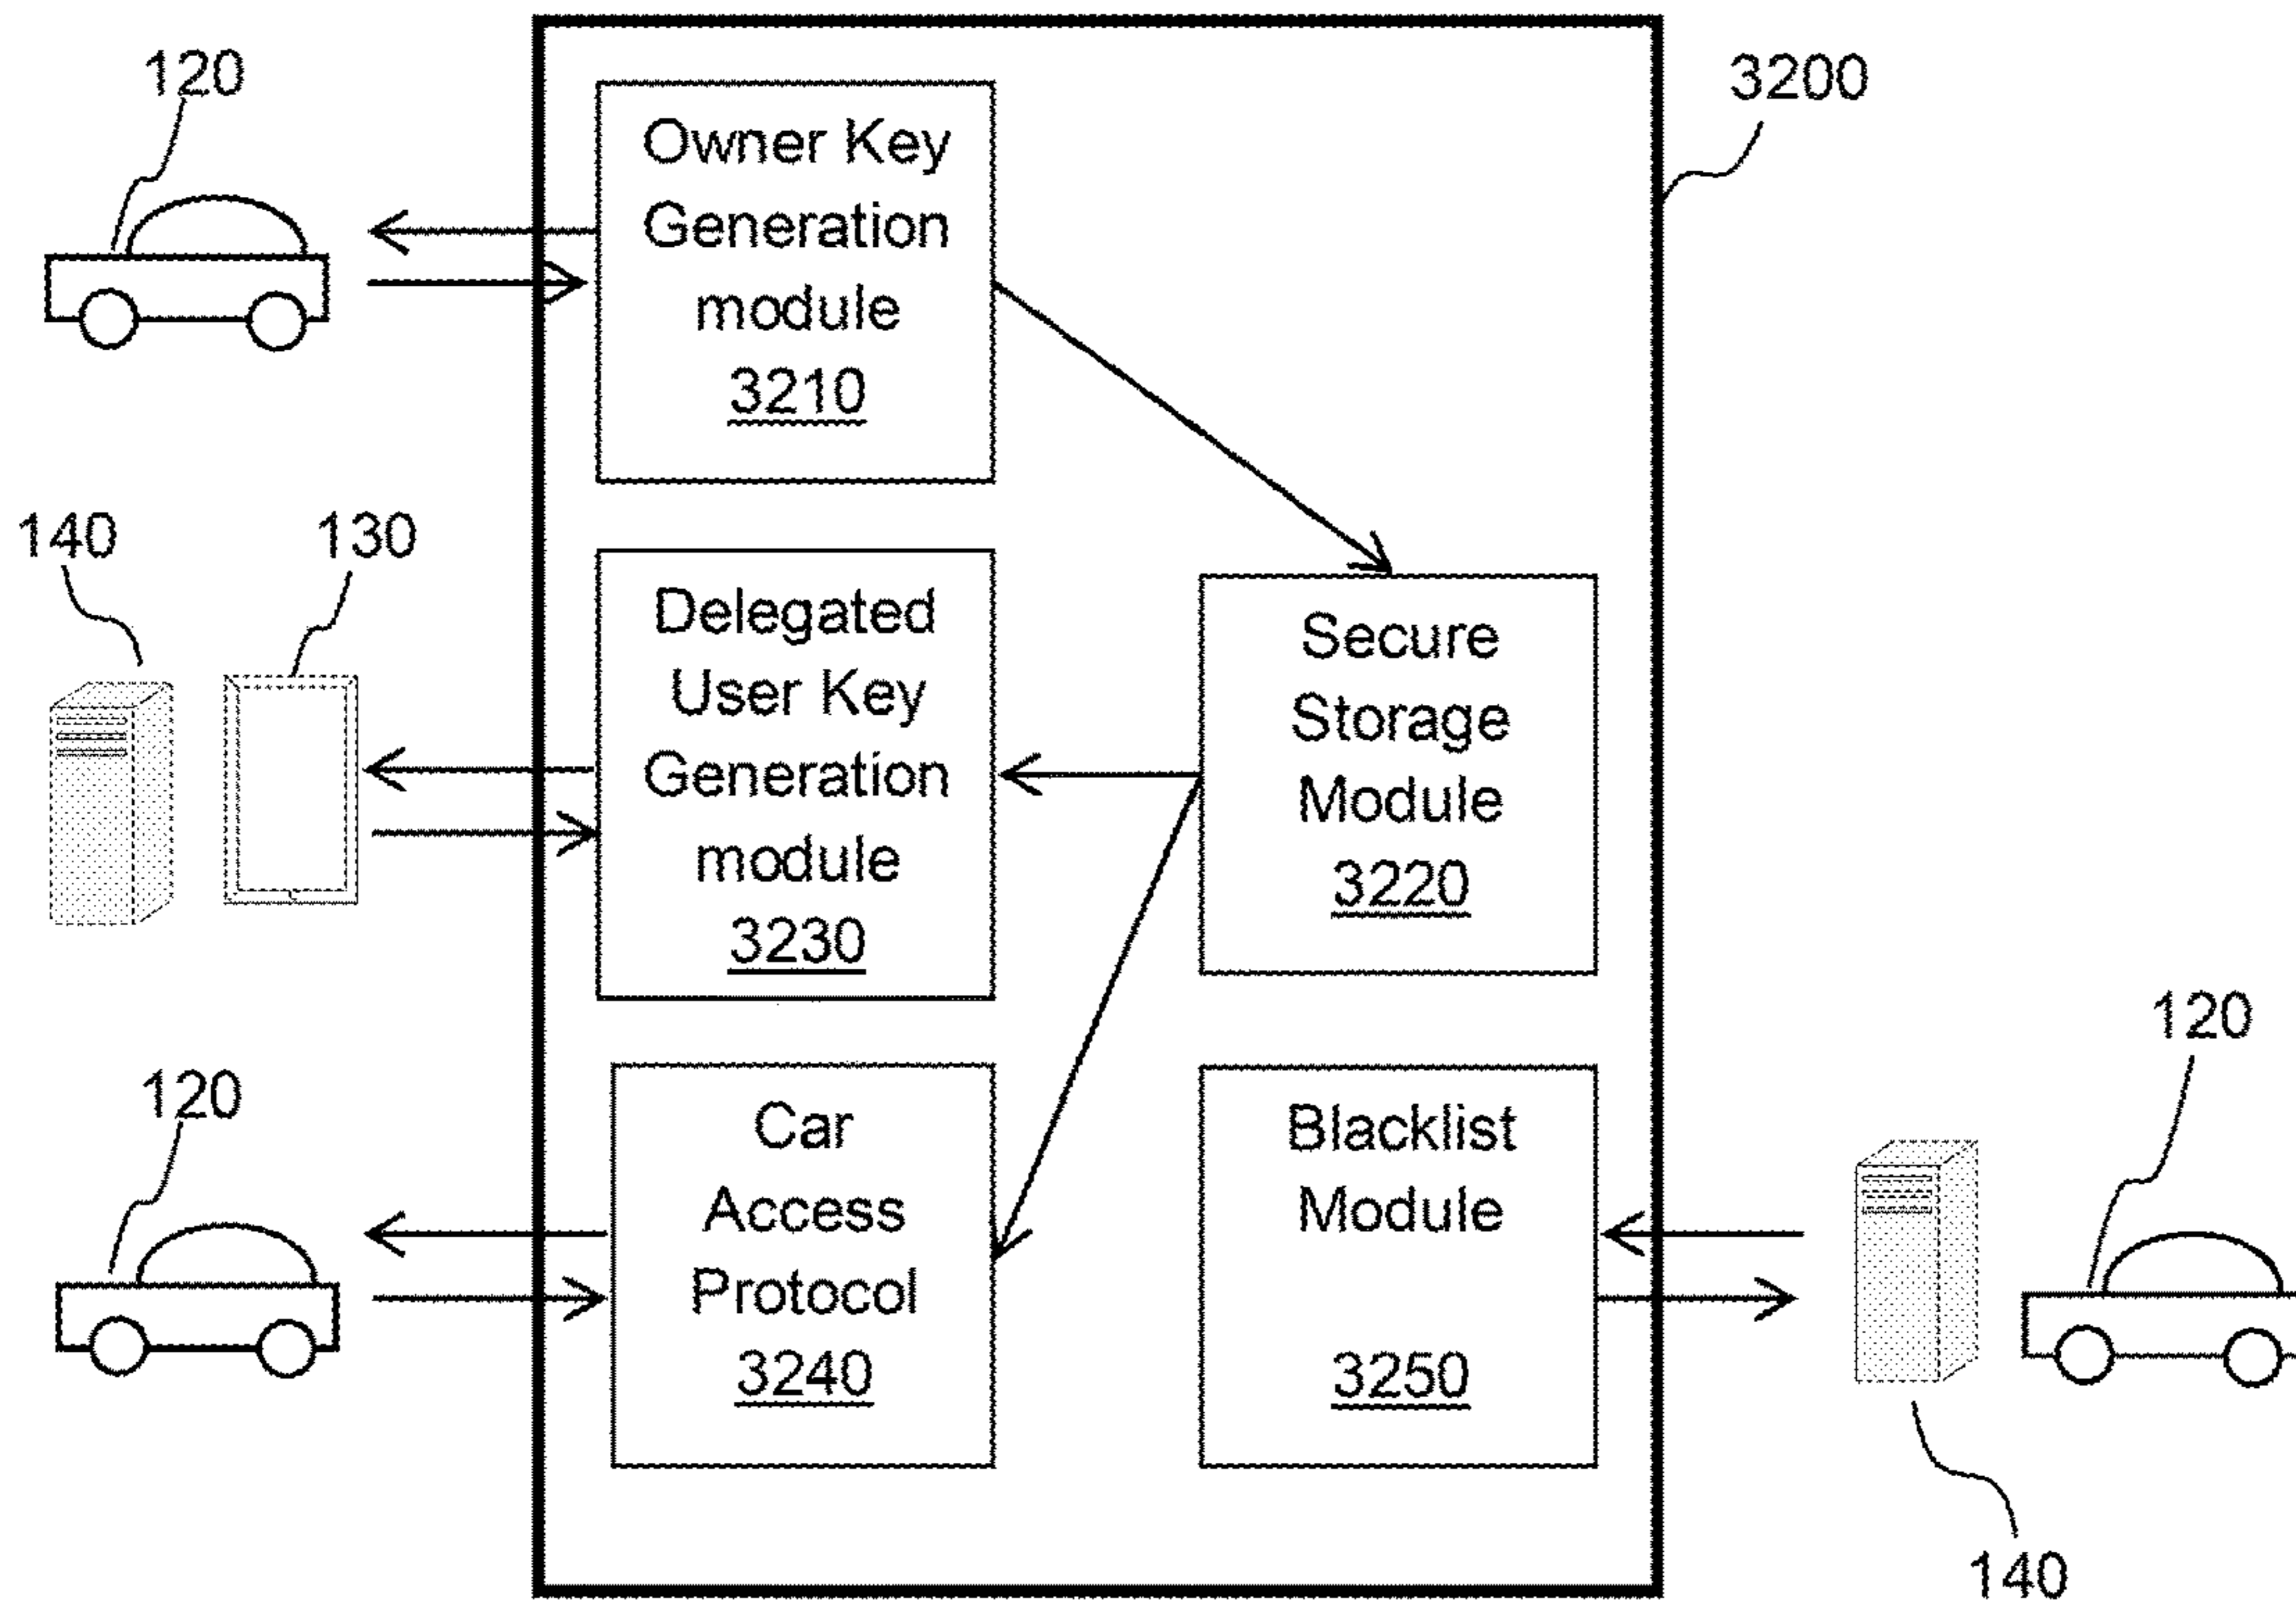 120
3200
Owner Key
Generation
module
3210
140
130
Delegated
User Key
Generation
module
3230
Secure
Storage
Module
3220
120
Car
Access
Protocol
3240
Blacklist
Module
3250
120
140